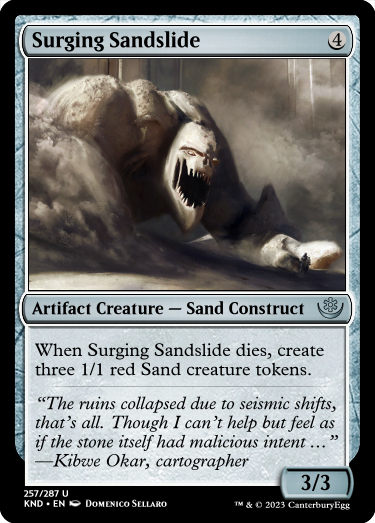 Surging Sandslide 4
Artifact Creature — Sand Construct
When Surging Sandslide dies, create
three 1/1 red Sand creature tokens.
“The ruins collapsed due to seismic shifts,
that’s all. Though I can’t help but feel as
if the stone itself had malicious intent …”
—Kibwe Okar, cartographer
3/3
257/287 U
KND • EN Domenico Sellaro
™ & © 2023 CanterburyEgg